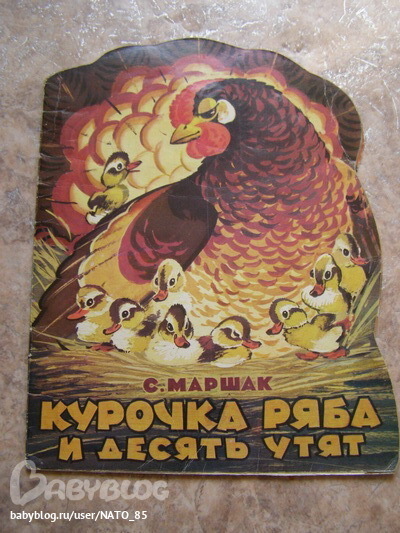 С. МАРШАК
КУРОЧКА РЯБА
И ДЕСЯТЬ УТЯТ
BABYBLOG
babyblog.ru/user/NATO_85